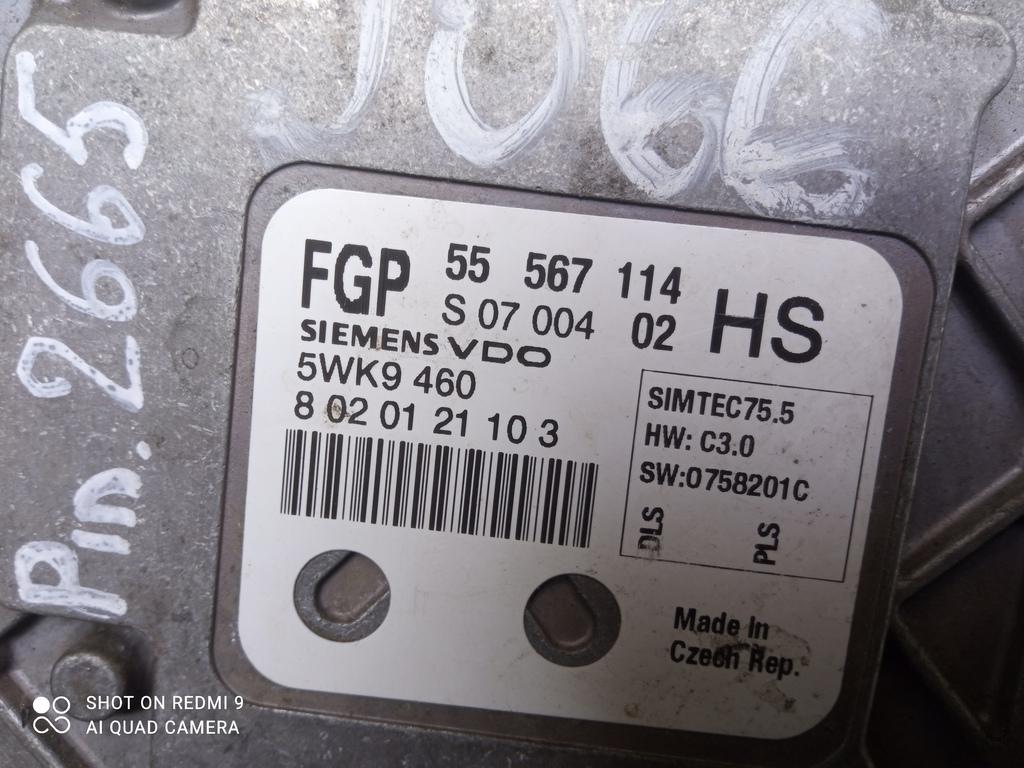 Pin. 2665
FGP 55 567 114 HS
S 07 004 02
SIEMENS VDO
5WK9 460
8 02 01 21 10 3
SIMTEC75.5
HW: C3.0
SW:0758201C
DLS PLS
Made In
Czech Rep.
SHOT ON REDMI 9
AI QUAD CAMERA